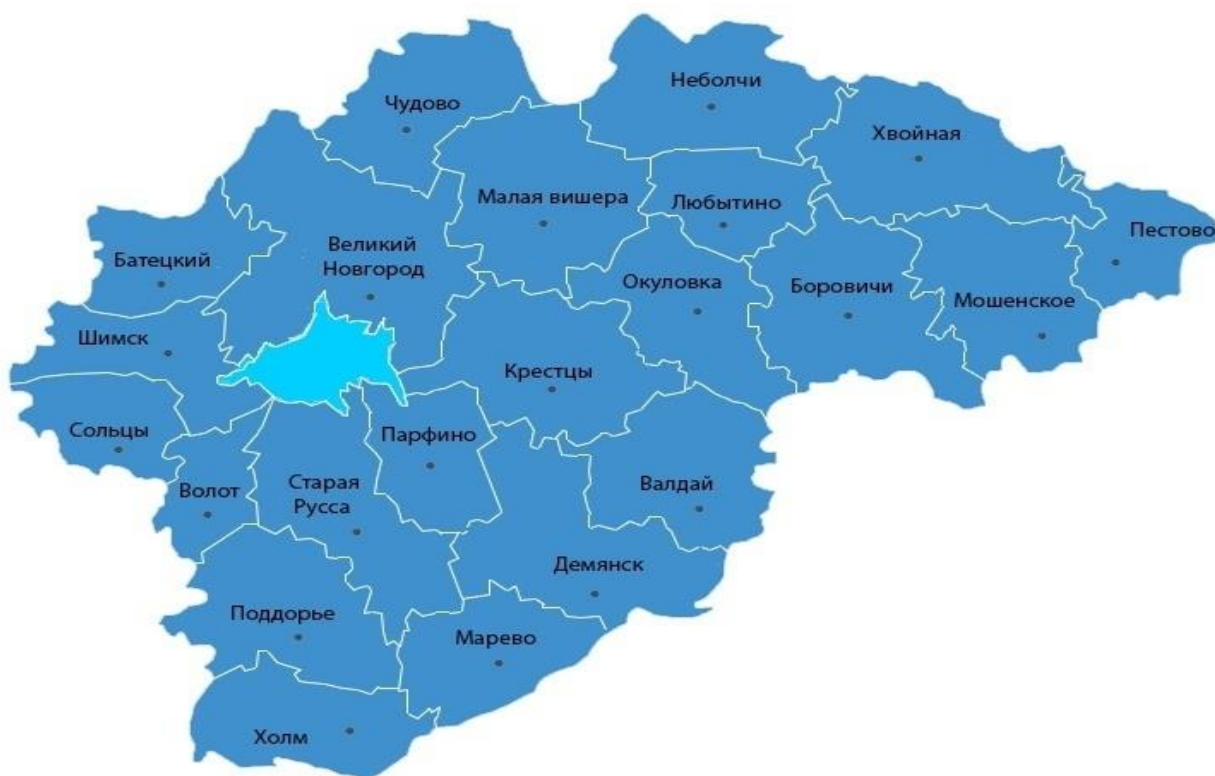 Неболчи
Чудово
Хвойная
Малая вишера
Любытино
Пестово
Великий
Новгород
Батецкий
Окуловка
Боровичи
Мошенское
Шимск
Крестцы
Сольцы
Парфино
Валдай
Волот
Старая
Русса
Демянск
Поддорье
Марево
Холм